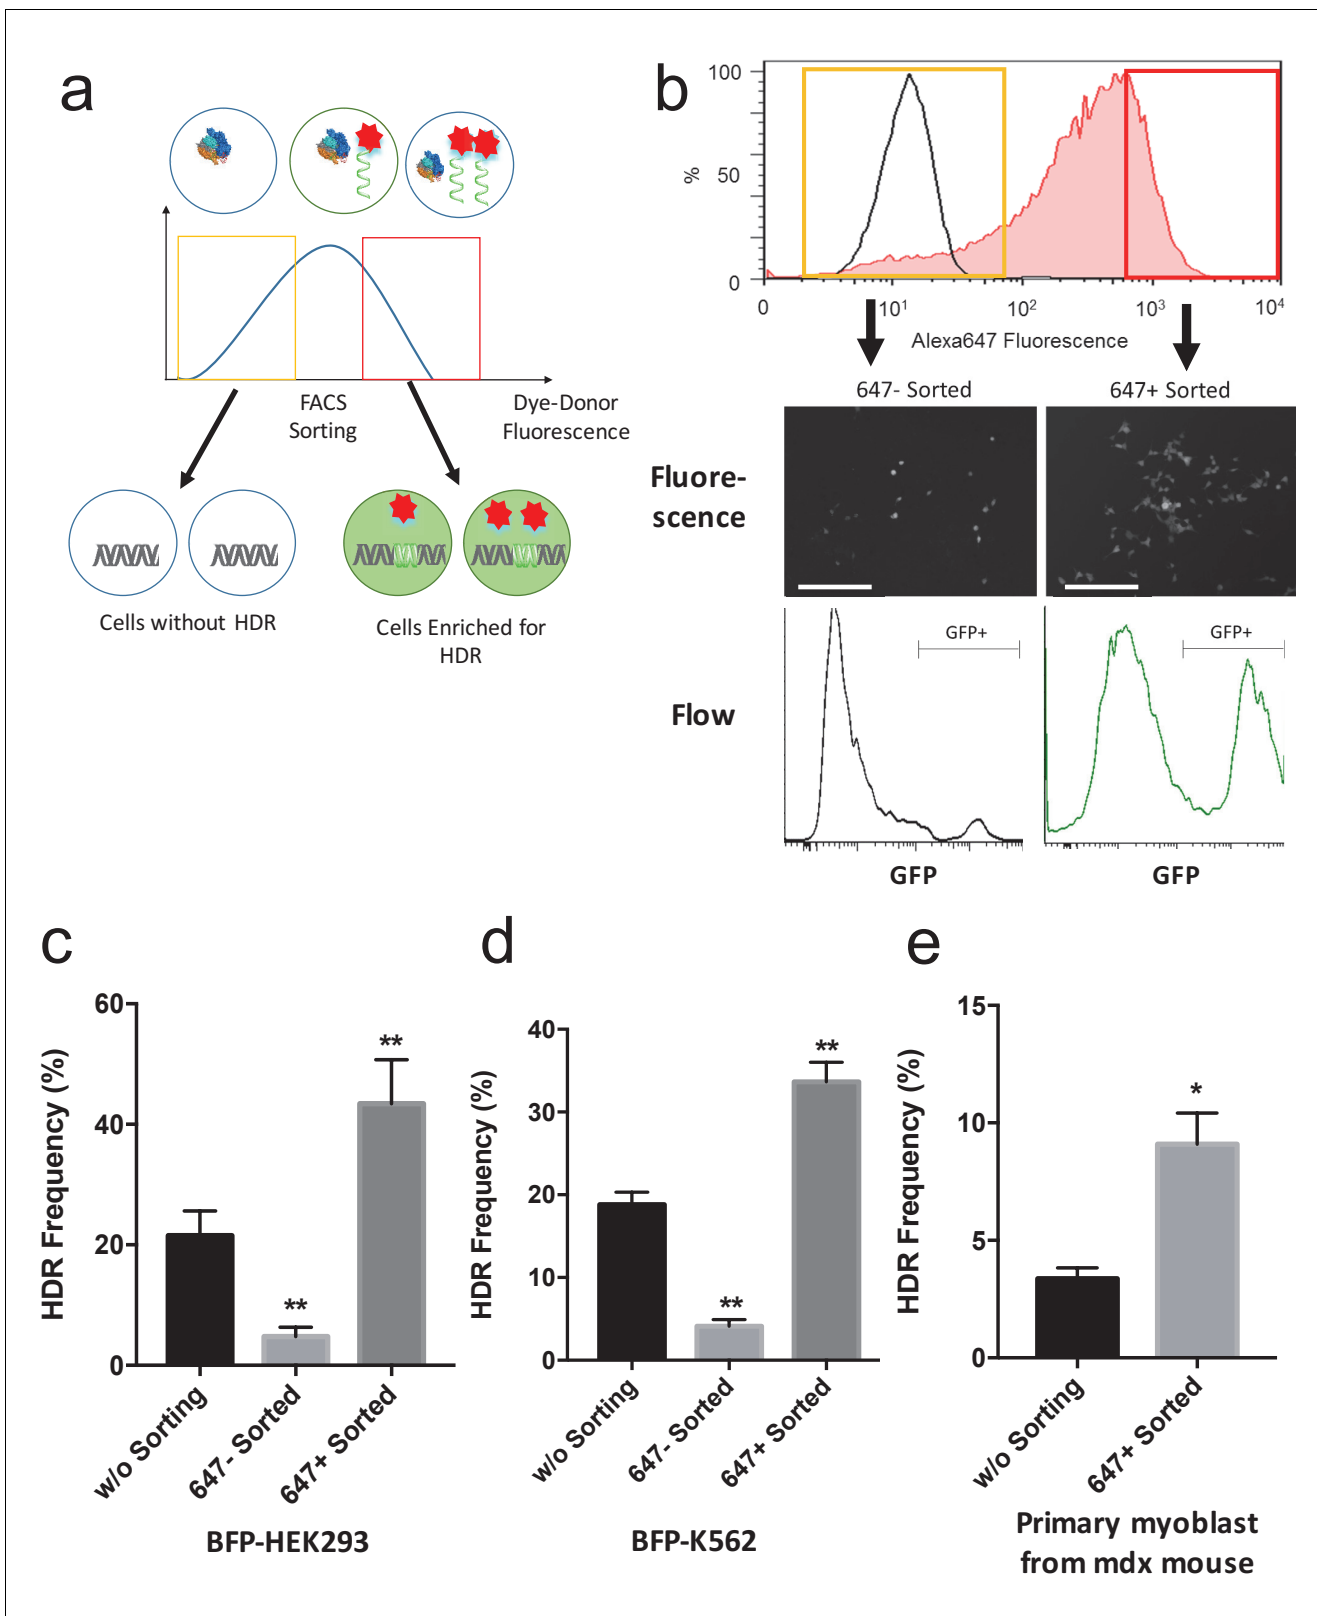 a
FACS
Sorting
Dye-Donor
Fluorescence
Cells without HDR
Cells Enriched for
HDR
b
%
100
50
0
0
10¹
10²
10³
10⁴
Alexa647 Fluorescence
647- Sorted
647+ Sorted
Fluore-
scence
Flow
GFP+
GFP+
GFP
GFP
c
HDR Frequency (%)
60
40
20
0
**
**
w/o Sorting
647- Sorted
647+ Sorted
BFP-HEK293
d
HDR Frequency (%)
40
30
20
10
0
**
**
w/o Sorting
647- Sorted
647+ Sorted
BFP-K562
e
HDR Frequency (%)
15
10
5
0
*
w/o Sorting
647+ Sorted
Primary myoblast
from mdx mouse